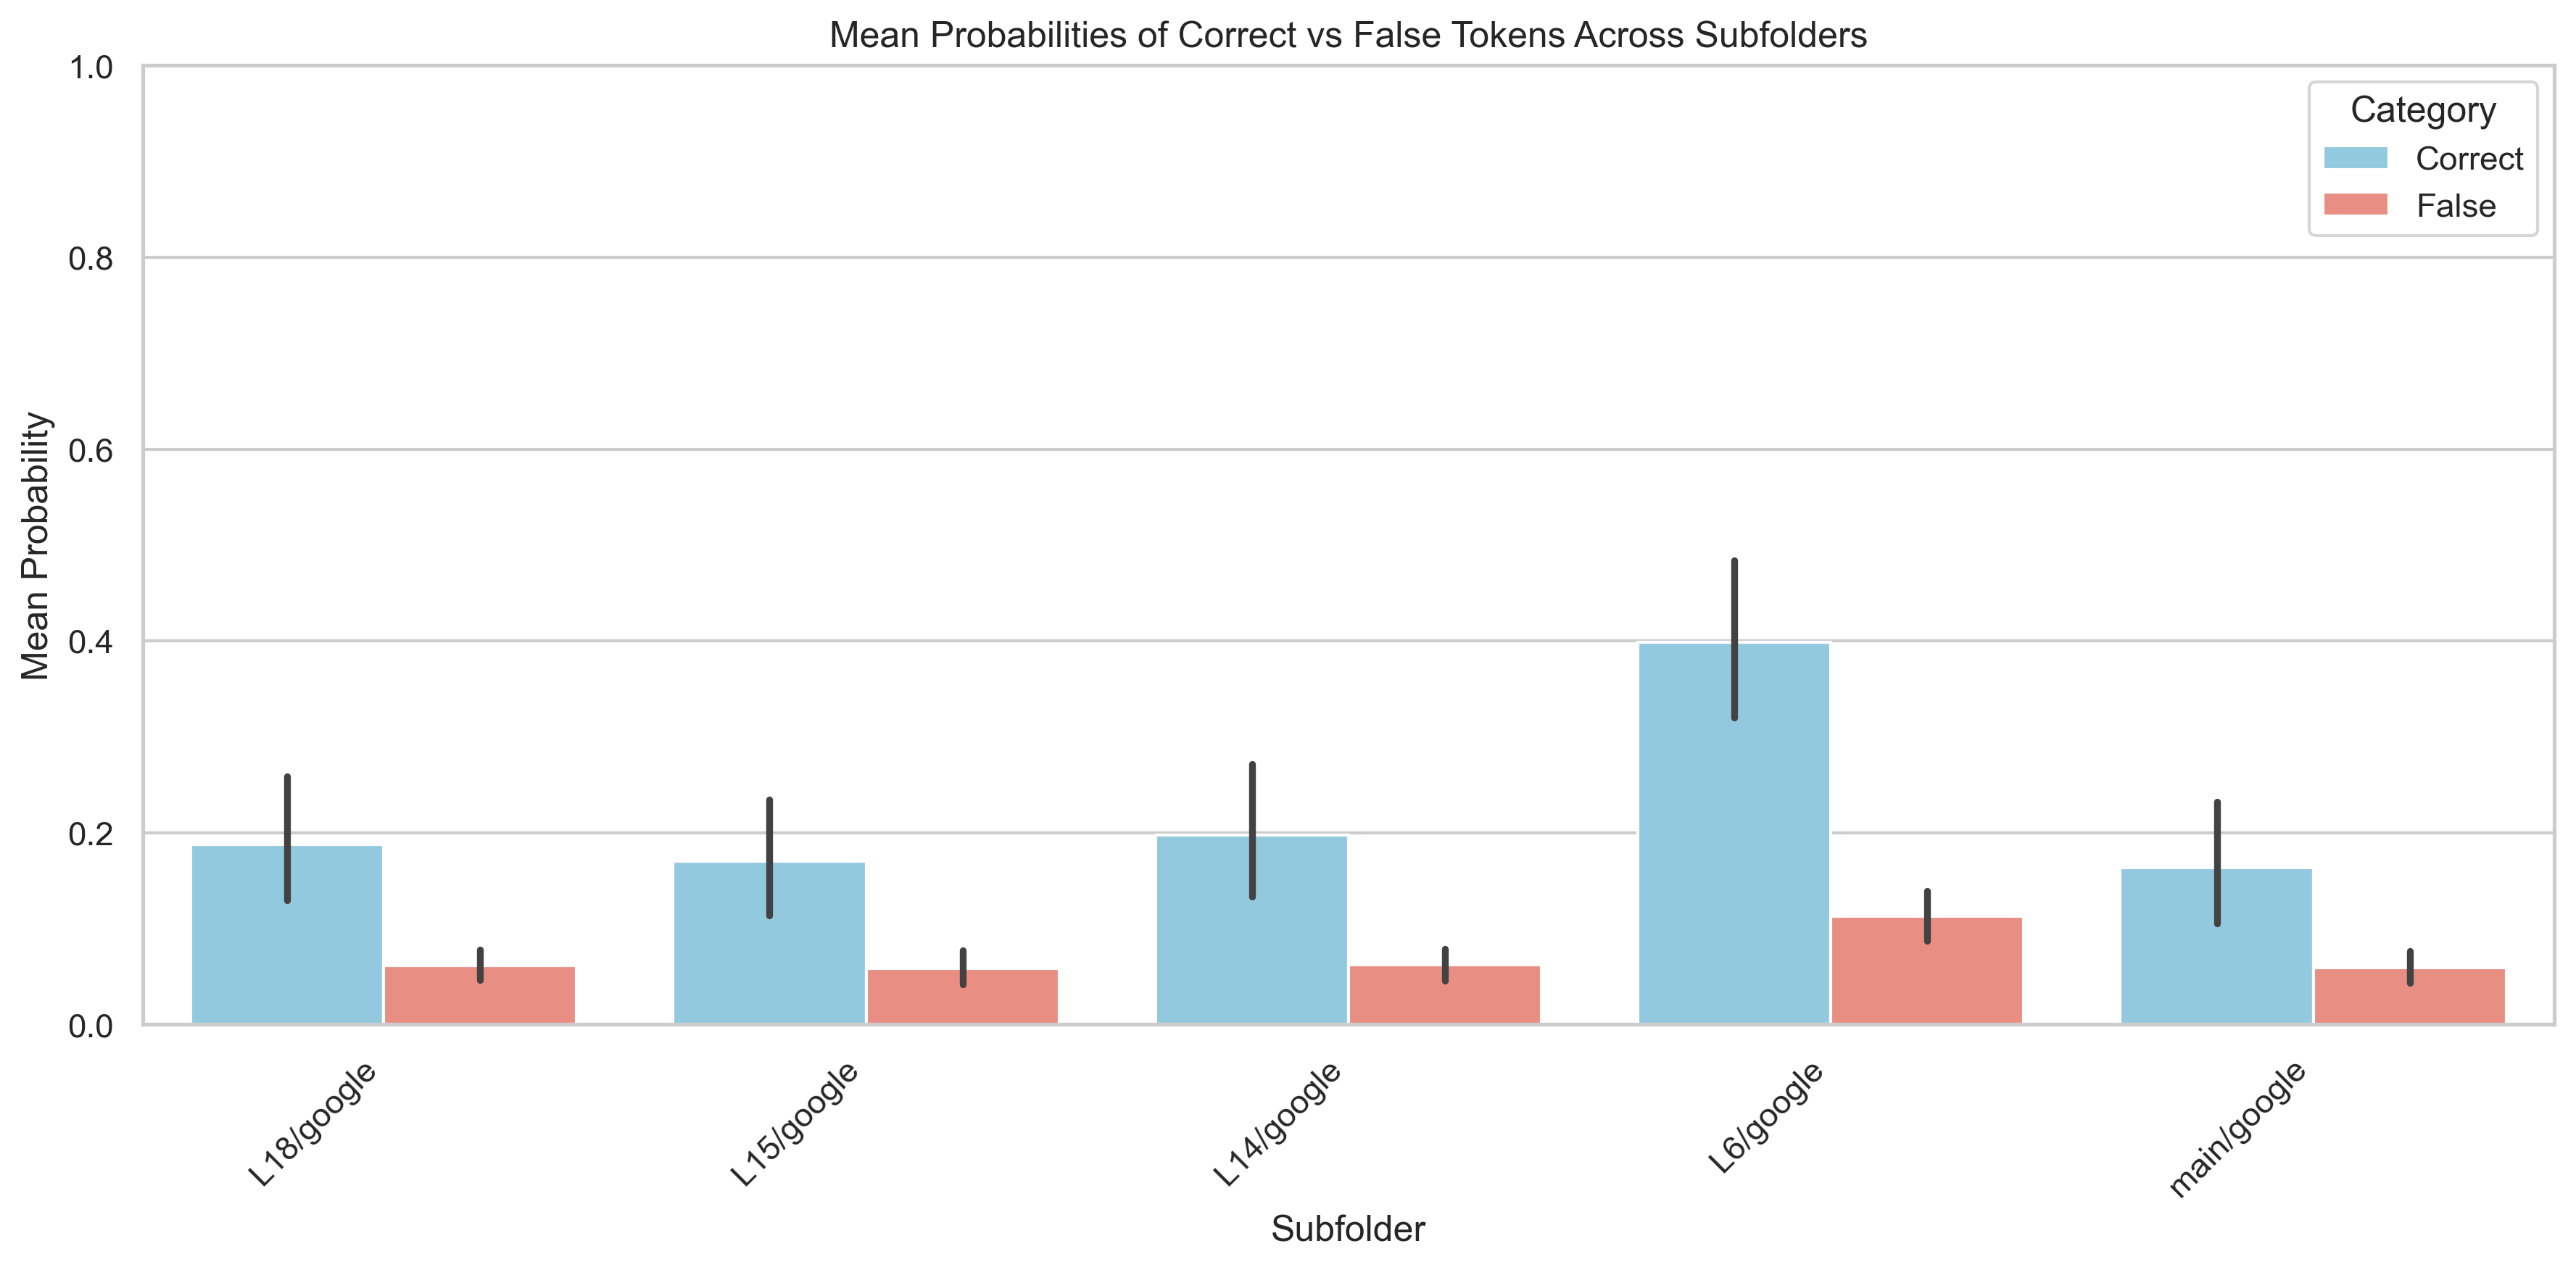 Mean Probabilities of Correct vs False Tokens Across Subfolders
1.0
0.8
0.6
0.4
0.2
0.0
Mean Probability
Category
Correct
False
L18/google
L15/google
L14/google
L6/google
main/google
Subfolder